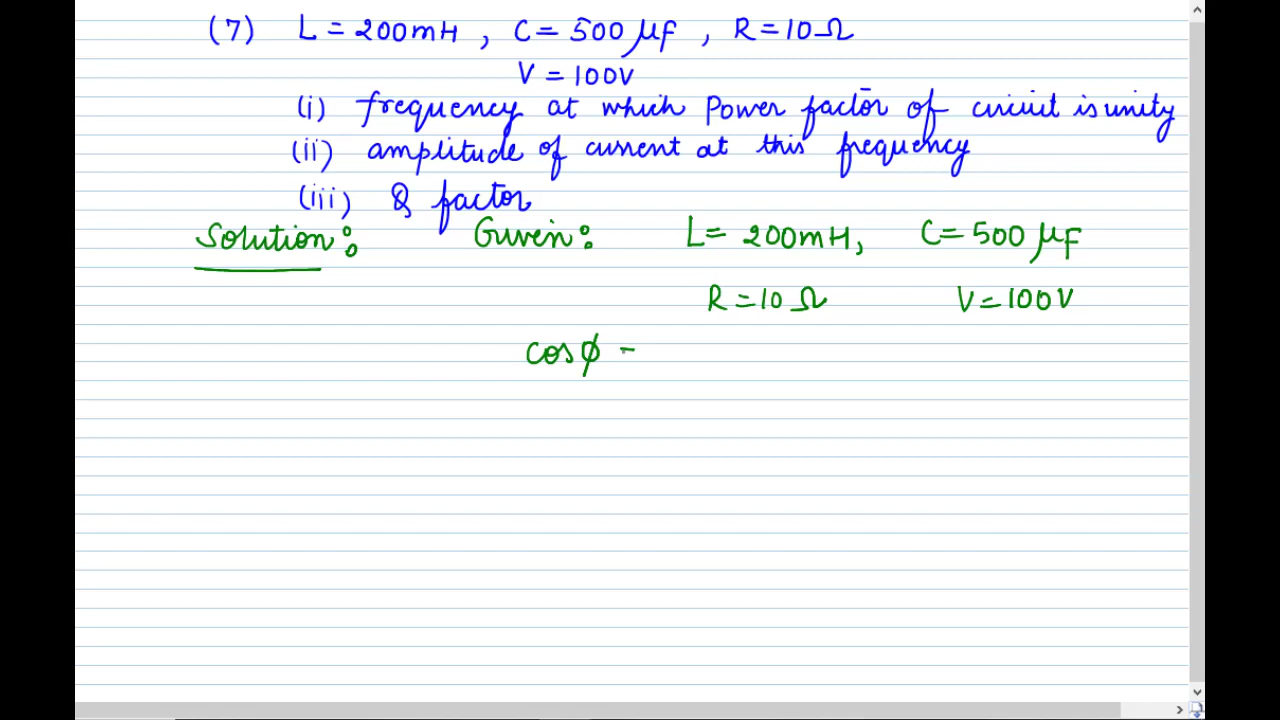 (7) L = 200mH , C = 500 μF , R = 10Ω
V = 100V
(i) frequency at which Power factor of circuit is unity
(ii) amplitude of current at this frequency
(iii) Q factor
Solution: Given: L = 200mH, C = 500 μF
R = 10 Ω V = 100V
cos φ -